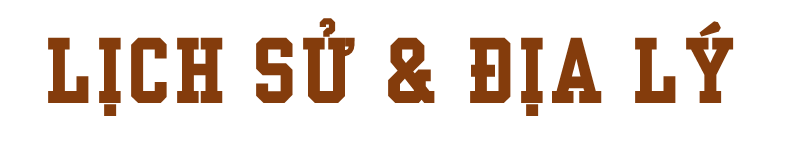 LỊCH SỬ & ĐỊA LÝ